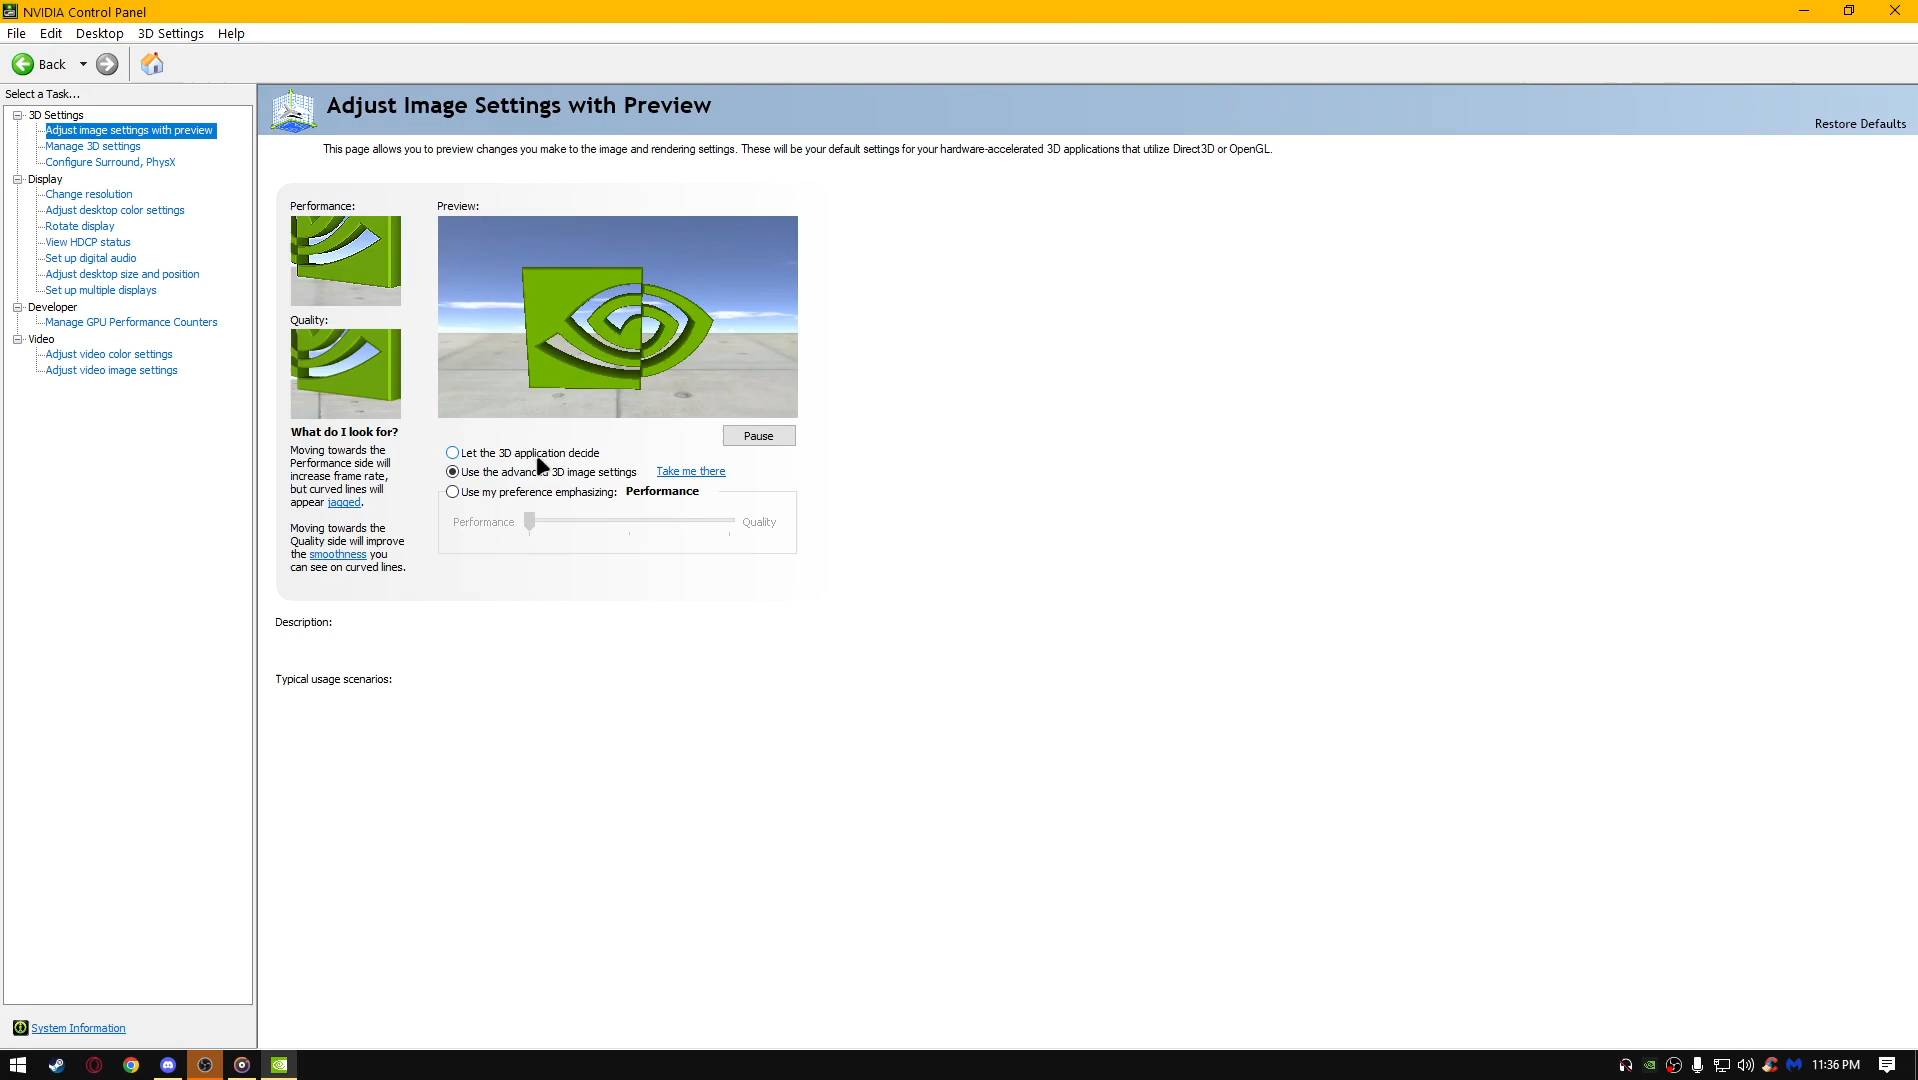 NVIDIA Control Panel
File Edit Desktop 3D Settings Help
Back
Select a Task...
3D Settings
Adjust image settings with preview
Manage 3D settings
Configure Surround, PhysX
Display
Change resolution
Adjust desktop color settings
Rotate display
View HDCP status
Set up digital audio
Adjust desktop size and position
Set up multiple displays
Developer
Manage GPU Performance Counters
Video
Adjust video color settings
Adjust video image settings
System Information
Adjust Image Settings with Preview
Restore Defaults
This page allows you to preview changes you make to the image and rendering settings. These will be your default settings for your hardware-accelerated 3D applications that utilize Direct3D or OpenGL.
Performance:
Quality:
What do I look for?
Moving towards the
Performance side will
increase frame rate,
but curved lines will
appear jagged.
Moving towards the
Quality side will improve
the smoothness you
can see on curved lines.
Preview:
Pause
Let the 3D application decide
Use the advanced 3D image settings Take me there
Use my preference emphasizing: Performance
Performance Quality
Description:
Typical usage scenarios:
11:36 PM